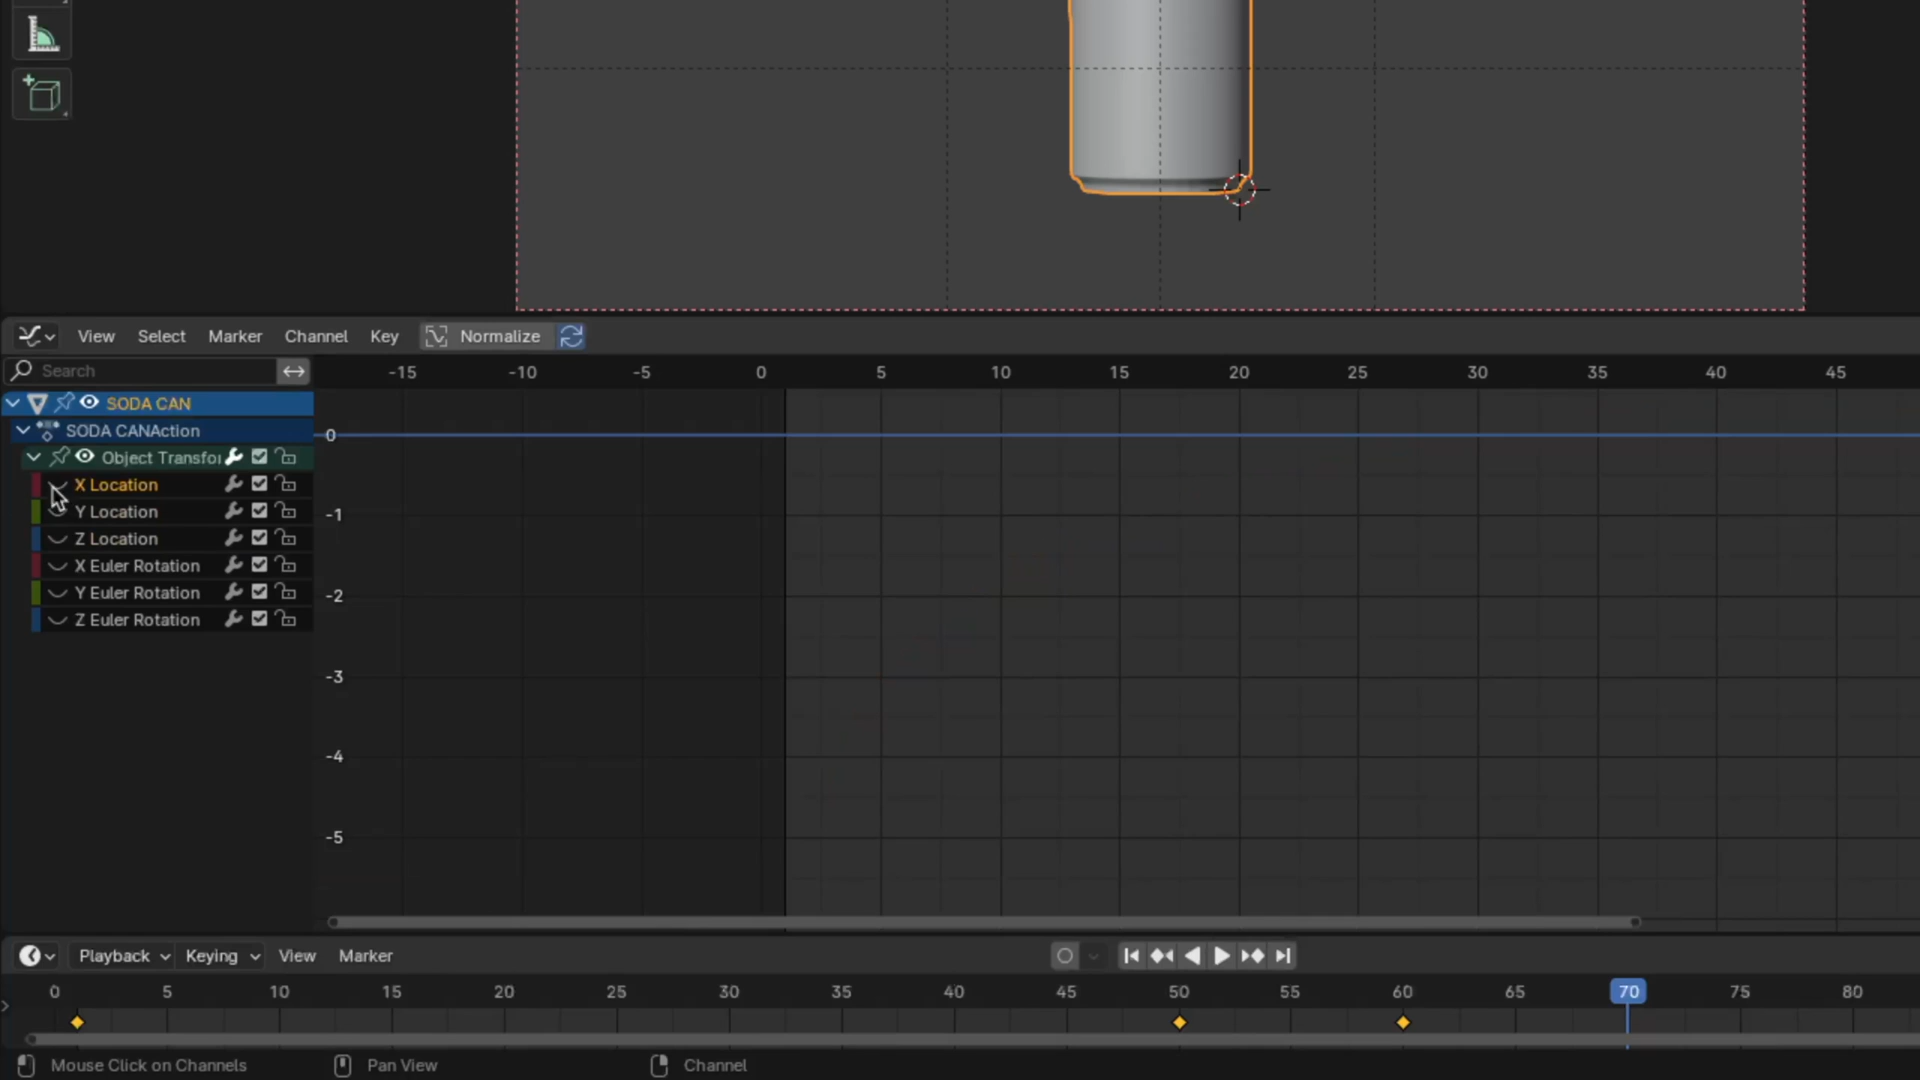 View Select Marker Channel Key Normalize
Search
-15 -10 -5 0 5 10 15 20 25 30 35 40 45
SODA CAN
SODA CANAction
0
Object Transfor
X Location
Y Location
-1
Z Location
X Euler Rotation
Y Euler Rotation
-2
Z Euler Rotation
-3
-4
-5
Playback Keying View Marker
0 5 10 15 20 25 30 35 40 45 50 55 60 65 70 75 80
Mouse Click on Channels Pan View Channel